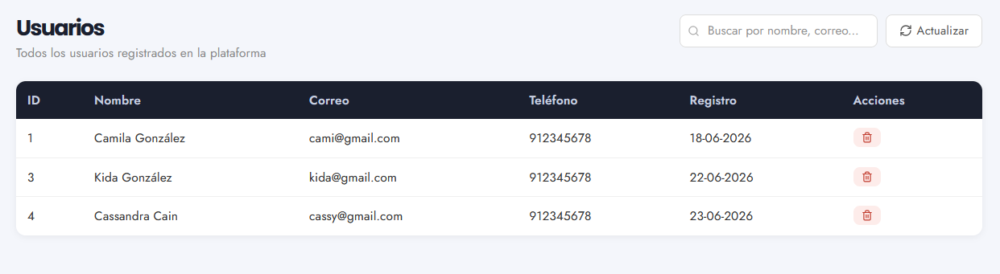 Usuarios
Todos los usuarios registrados en la plataforma
Buscar por nombre, correo...
Actualizar
ID Nombre Correo Teléfono Registro Acciones
1 Camila González cami@gmail.com 912345678 18-06-2026
3 Kida González kida@gmail.com 912345678 22-06-2026
4 Cassandra Cain cassy@gmail.com 912345678 23-06-2026